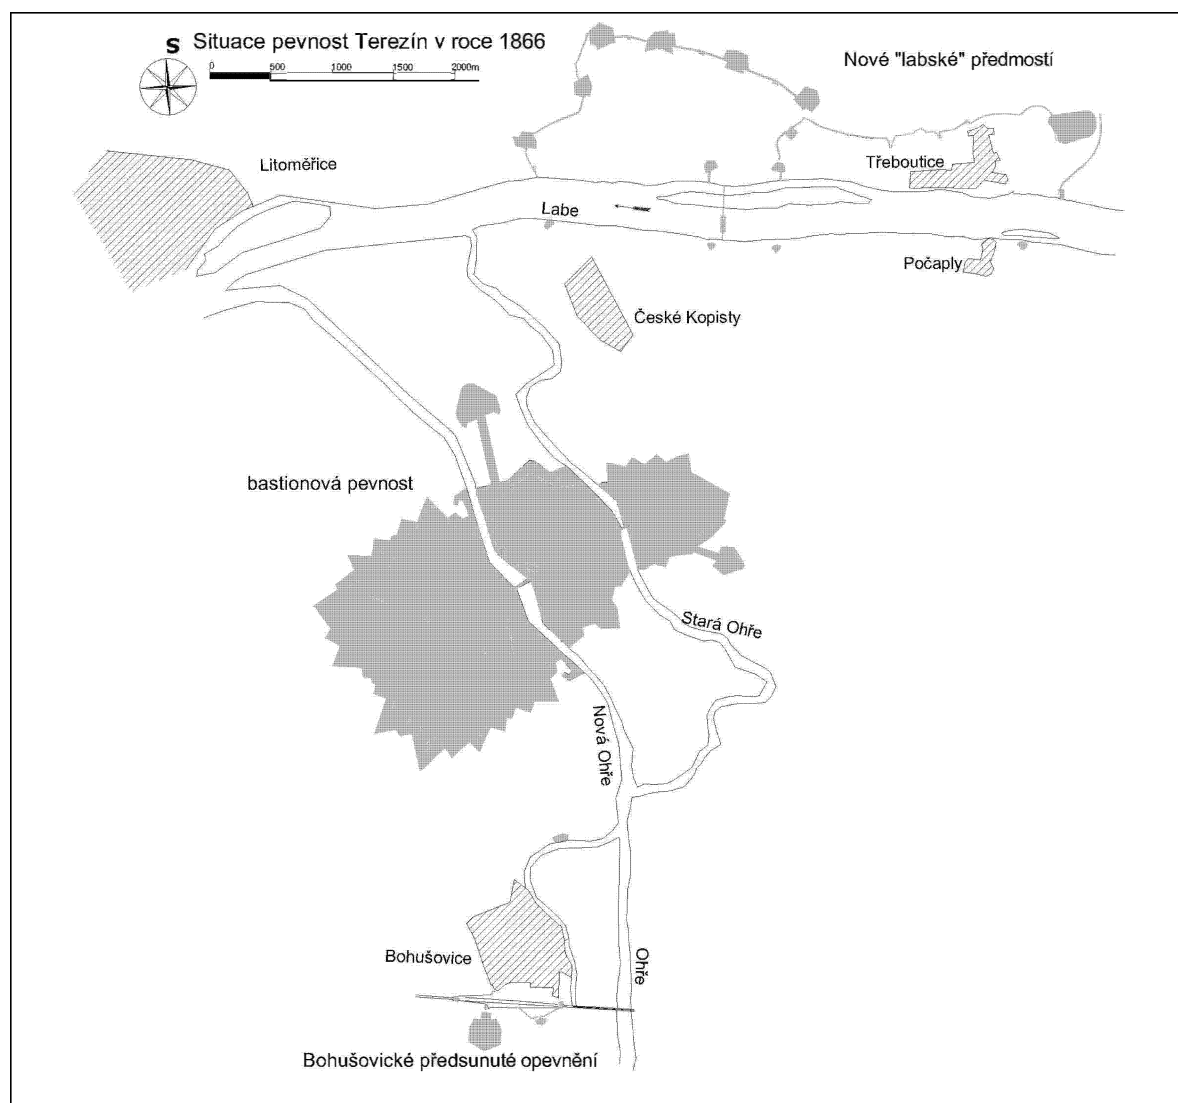 S
Situace pevnost Terezín v roce 1866
0 500 1000 1500 2000m
Nové "labské" předmostí
Litoměřice
Třeboutice
Labe
Počaply
České Kopisty
bastionová pevnost
Stará Ohře
Nová Ohře
Bohušovice
Ohře
Bohušovické předsunuté opevnění